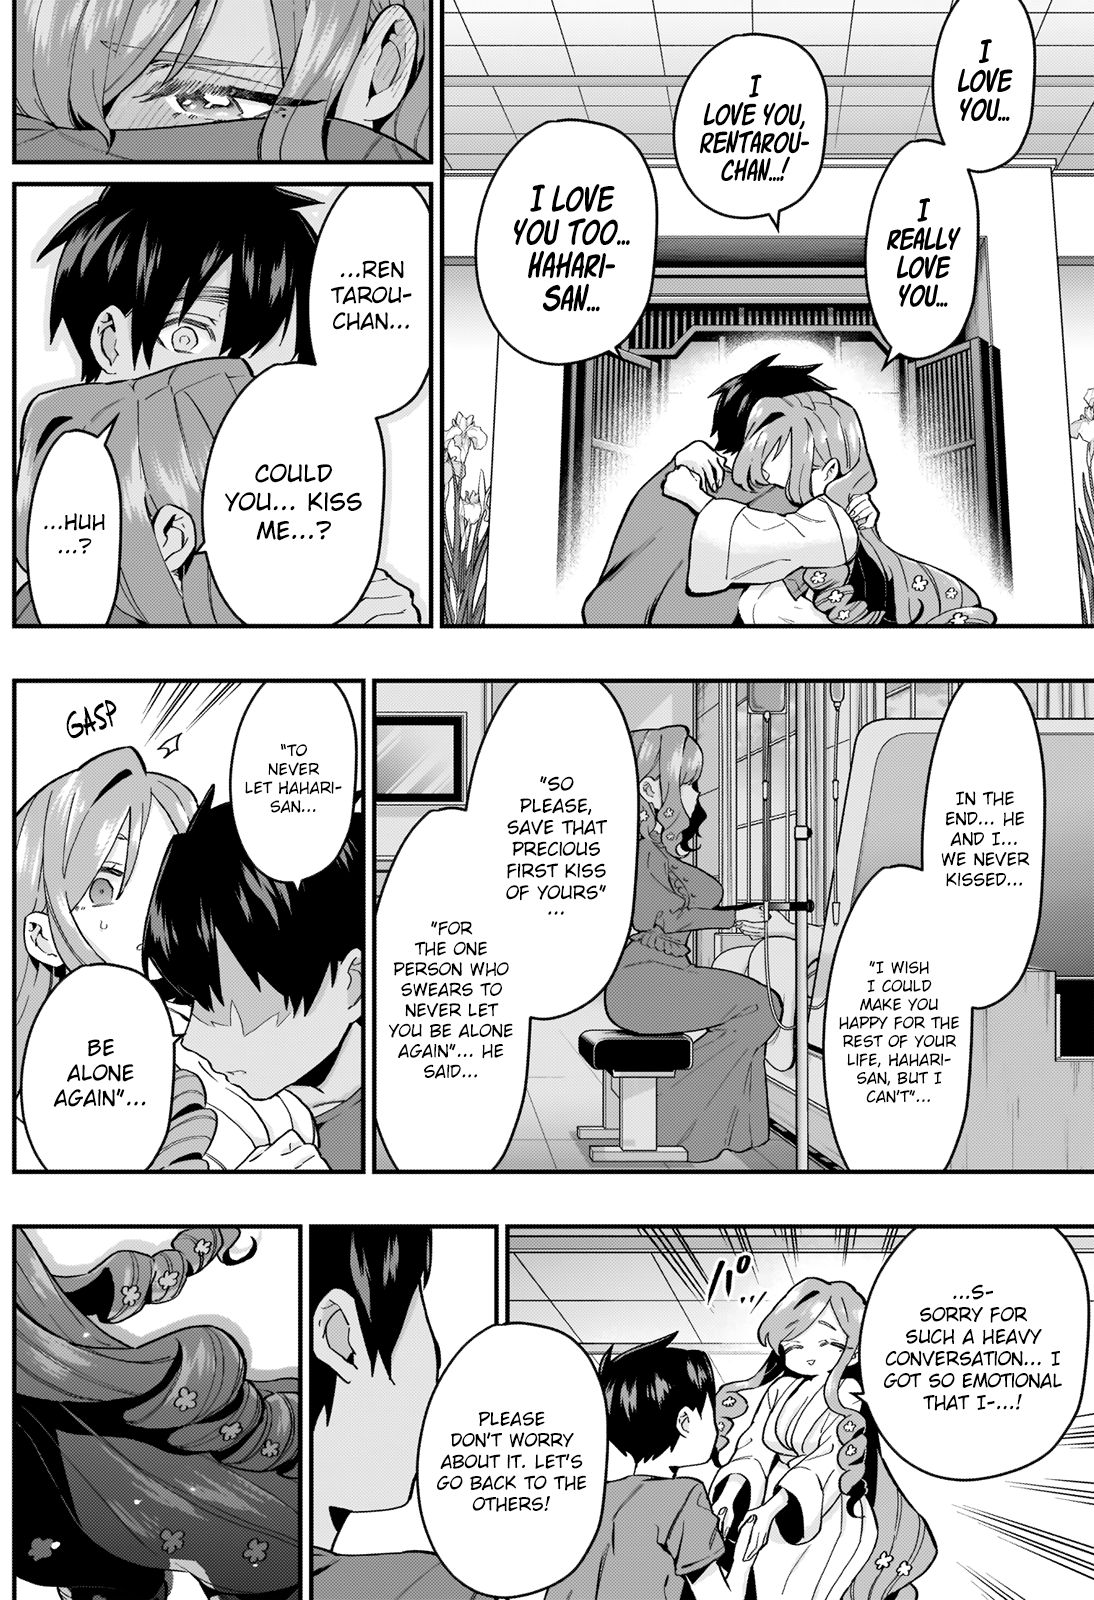 I
LOVE
YOU...
I
LOVE YOU,
RENTAROU-
CHAN...!
I
REALLY
LOVE
YOU...
I LOVE
YOU TOO...
HAHARI-
SAN...
...REN
TAROU-
CHAN...
COULD
YOU... KISS
ME...?
...HUH
...?
IN THE
END... HE
AND I...
WE NEVER
KISSED...
"I WISH
I COULD
MAKE YOU
HAPPY FOR THE
REST OF YOUR
LIFE, HAHARI-
SAN, BUT I
CAN'T"...
"SO
PLEASE,
SAVE THAT
PRECIOUS
FIRST KISS
OF YOURS"
...
"FOR
THE ONE
PERSON WHO
SWEARS TO
NEVER LET
YOU BE ALONE
AGAIN"... HE
SAID...
"TO
NEVER
LET HAHARI-
SAN...
GASP
BE
ALONE
AGAIN"...
...S-
SORRY FOR
SUCH A HEAVY
CONVERSATION... I
GOT SO EMOTIONAL
THAT I-...!
パッ...
PLEASE
DON'T WORRY
ABOUT IT. LET'S
GO BACK TO THE
OTHERS!